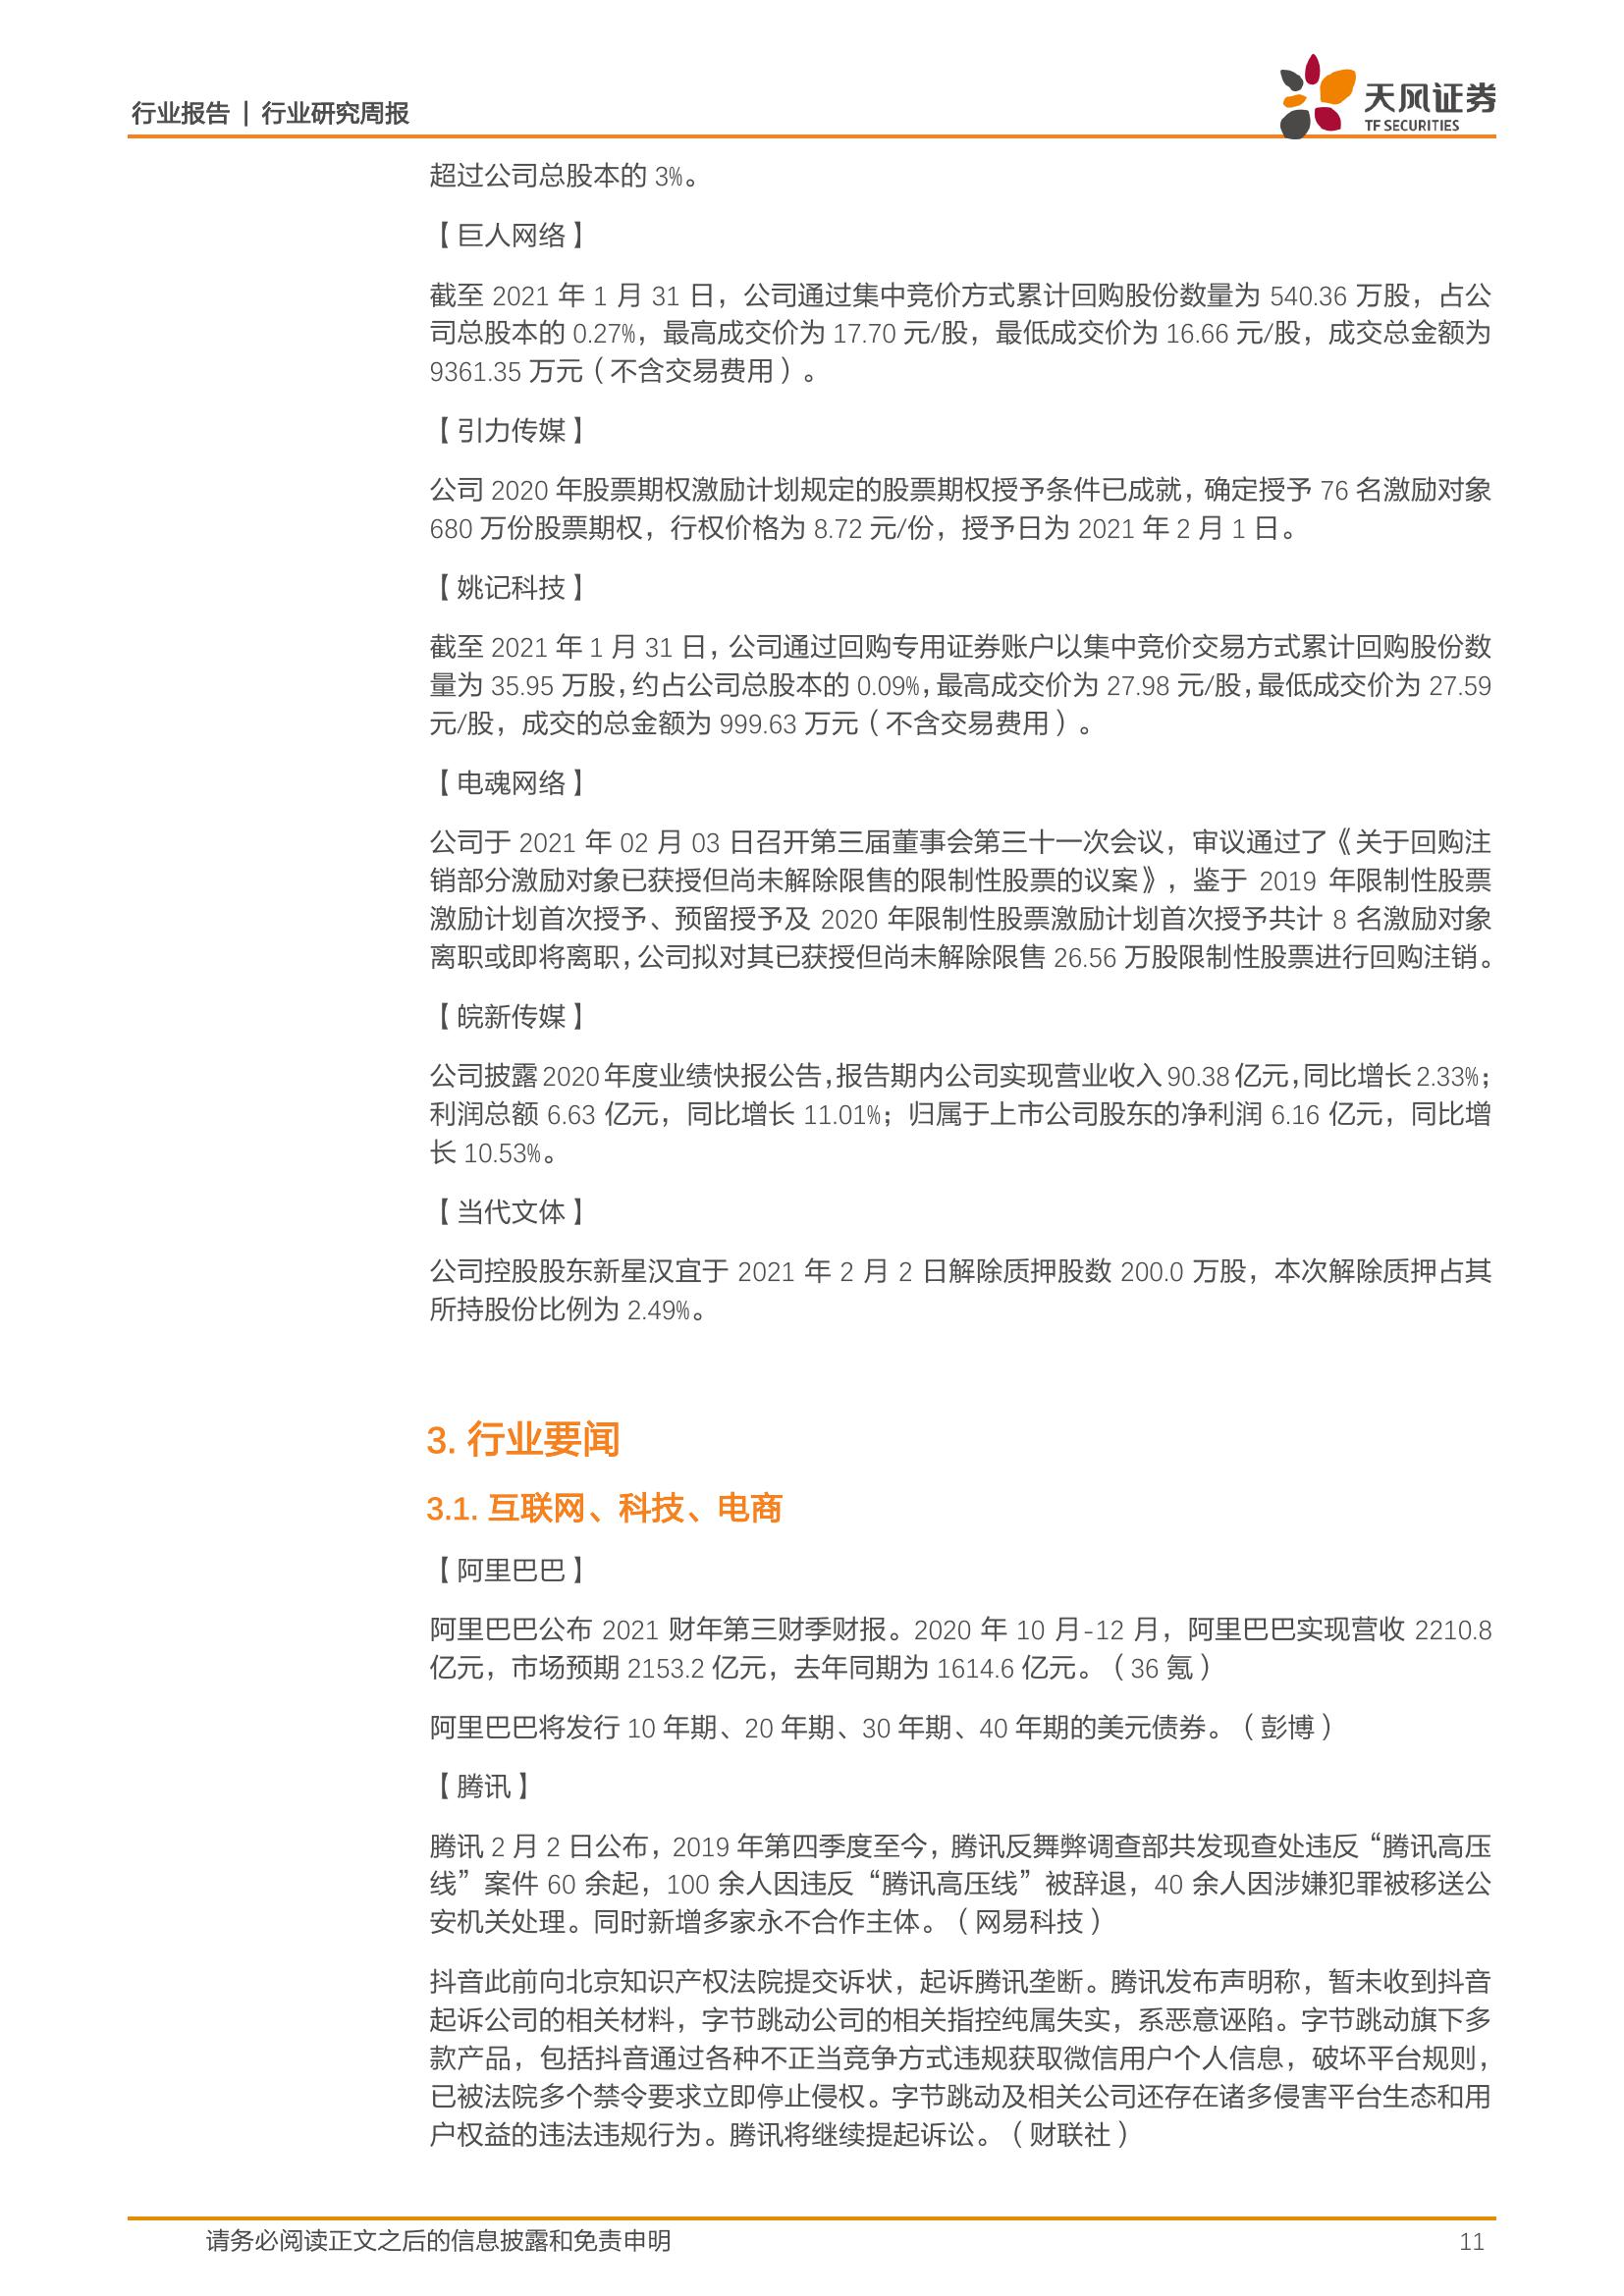 行业报告 | 行业研究周报
天风证券
TF SECURITIES
超过公司总股本的 3%。
【巨人网络】
截至 2021 年 1 月 31 日，公司通过集中竞价方式累计回购股份数量为 540.36 万股，占公
司总股本的 0.27%，最高成交价为 17.70 元/股，最低成交价为 16.66 元/股，成交总金额为
9361.35 万元（不含交易费用）。
【引力传媒】
公司 2020 年股票期权激励计划规定的股票期权授予条件已成就，确定授予 76 名激励对象
680 万份股票期权，行权价格为 8.72 元/份，授予日为 2021 年 2 月 1 日。
【姚记科技】
截至 2021 年 1 月 31 日，公司通过回购专用证券账户以集中竞价交易方式累计回购股份数
量为 35.95 万股，约占公司总股本的 0.09%，最高成交价为 27.98 元/股，最低成交价为 27.59
元/股，成交的总金额为 999.63 万元（不含交易费用）。
【电魂网络】
公司于 2021 年 02 月 03 日召开第三届董事会第三十一次会议，审议通过了《关于回购注
销部分激励对象已获授但尚未解除限售的限制性股票的议案》，鉴于 2019 年限制性股票
激励计划首次授予、预留授予及 2020 年限制性股票激励计划首次授予共计 8 名激励对象
离职或即将离职，公司拟对其已获授但尚未解除限售 26.56 万股限制性股票进行回购注销。
【皖新传媒】
公司披露 2020 年度业绩快报公告，报告期内公司实现营业收入 90.38 亿元，同比增长 2.33%；
利润总额 6.63 亿元，同比增长 11.01%；归属于上市公司股东的净利润 6.16 亿元，同比增
长 10.53%。
【当代文体】
公司控股股东新星汉宜于 2021 年 2 月 2 日解除质押股数 200.0 万股，本次解除质押占其
所持股份比例为 2.49%。
3. 行业要闻
3.1. 互联网、科技、电商
【阿里巴巴】
阿里巴巴公布 2021 财年第三财季财报。2020 年 10 月-12 月，阿里巴巴实现营收 2210.8
亿元，市场预期 2153.2 亿元，去年同期为 1614.6 亿元。（36 氪）
阿里巴巴将发行 10 年期、20 年期、30 年期、40 年期的美元债券。（彭博）
【腾讯】
腾讯 2 月 2 日公布，2019 年第四季度至今，腾讯反舞弊调查部共发现查处违反“腾讯高压
线”案件 60 余起，100 余人因违反“腾讯高压线”被辞退，40 余人因涉嫌犯罪被移送公
安机关处理。同时新增多家永不合作主体。（网易科技）
抖音此前向北京知识产权法院提交诉状，起诉腾讯垄断。腾讯发布声明称，暂未收到抖音
起诉公司的相关材料，字节跳动公司的相关指控纯属失实，系恶意诬陷。字节跳动旗下多
款产品，包括抖音通过各种不正当竞争方式违规获取微信用户个人信息，破坏平台规则，
已被法院多个禁令要求立即停止侵权。字节跳动及相关公司还存在诸多侵害平台生态和用
户权益的违法违规行为。腾讯将继续提起诉讼。（财联社）
请务必阅读正文之后的信息披露和免责申明
11